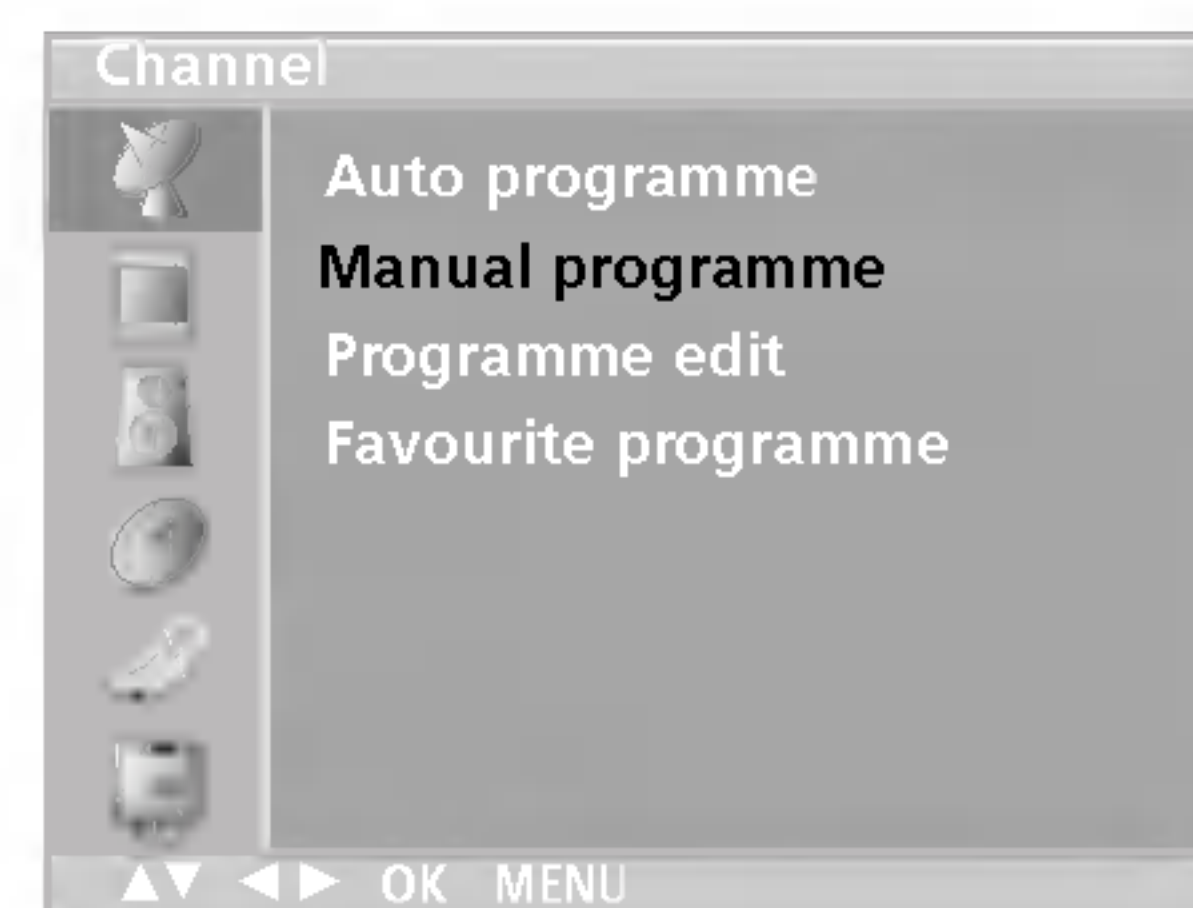 Channel
Auto programme
Manual programme
Programme edit
Favourite programme
▲▼ ◀▶ OK MENU